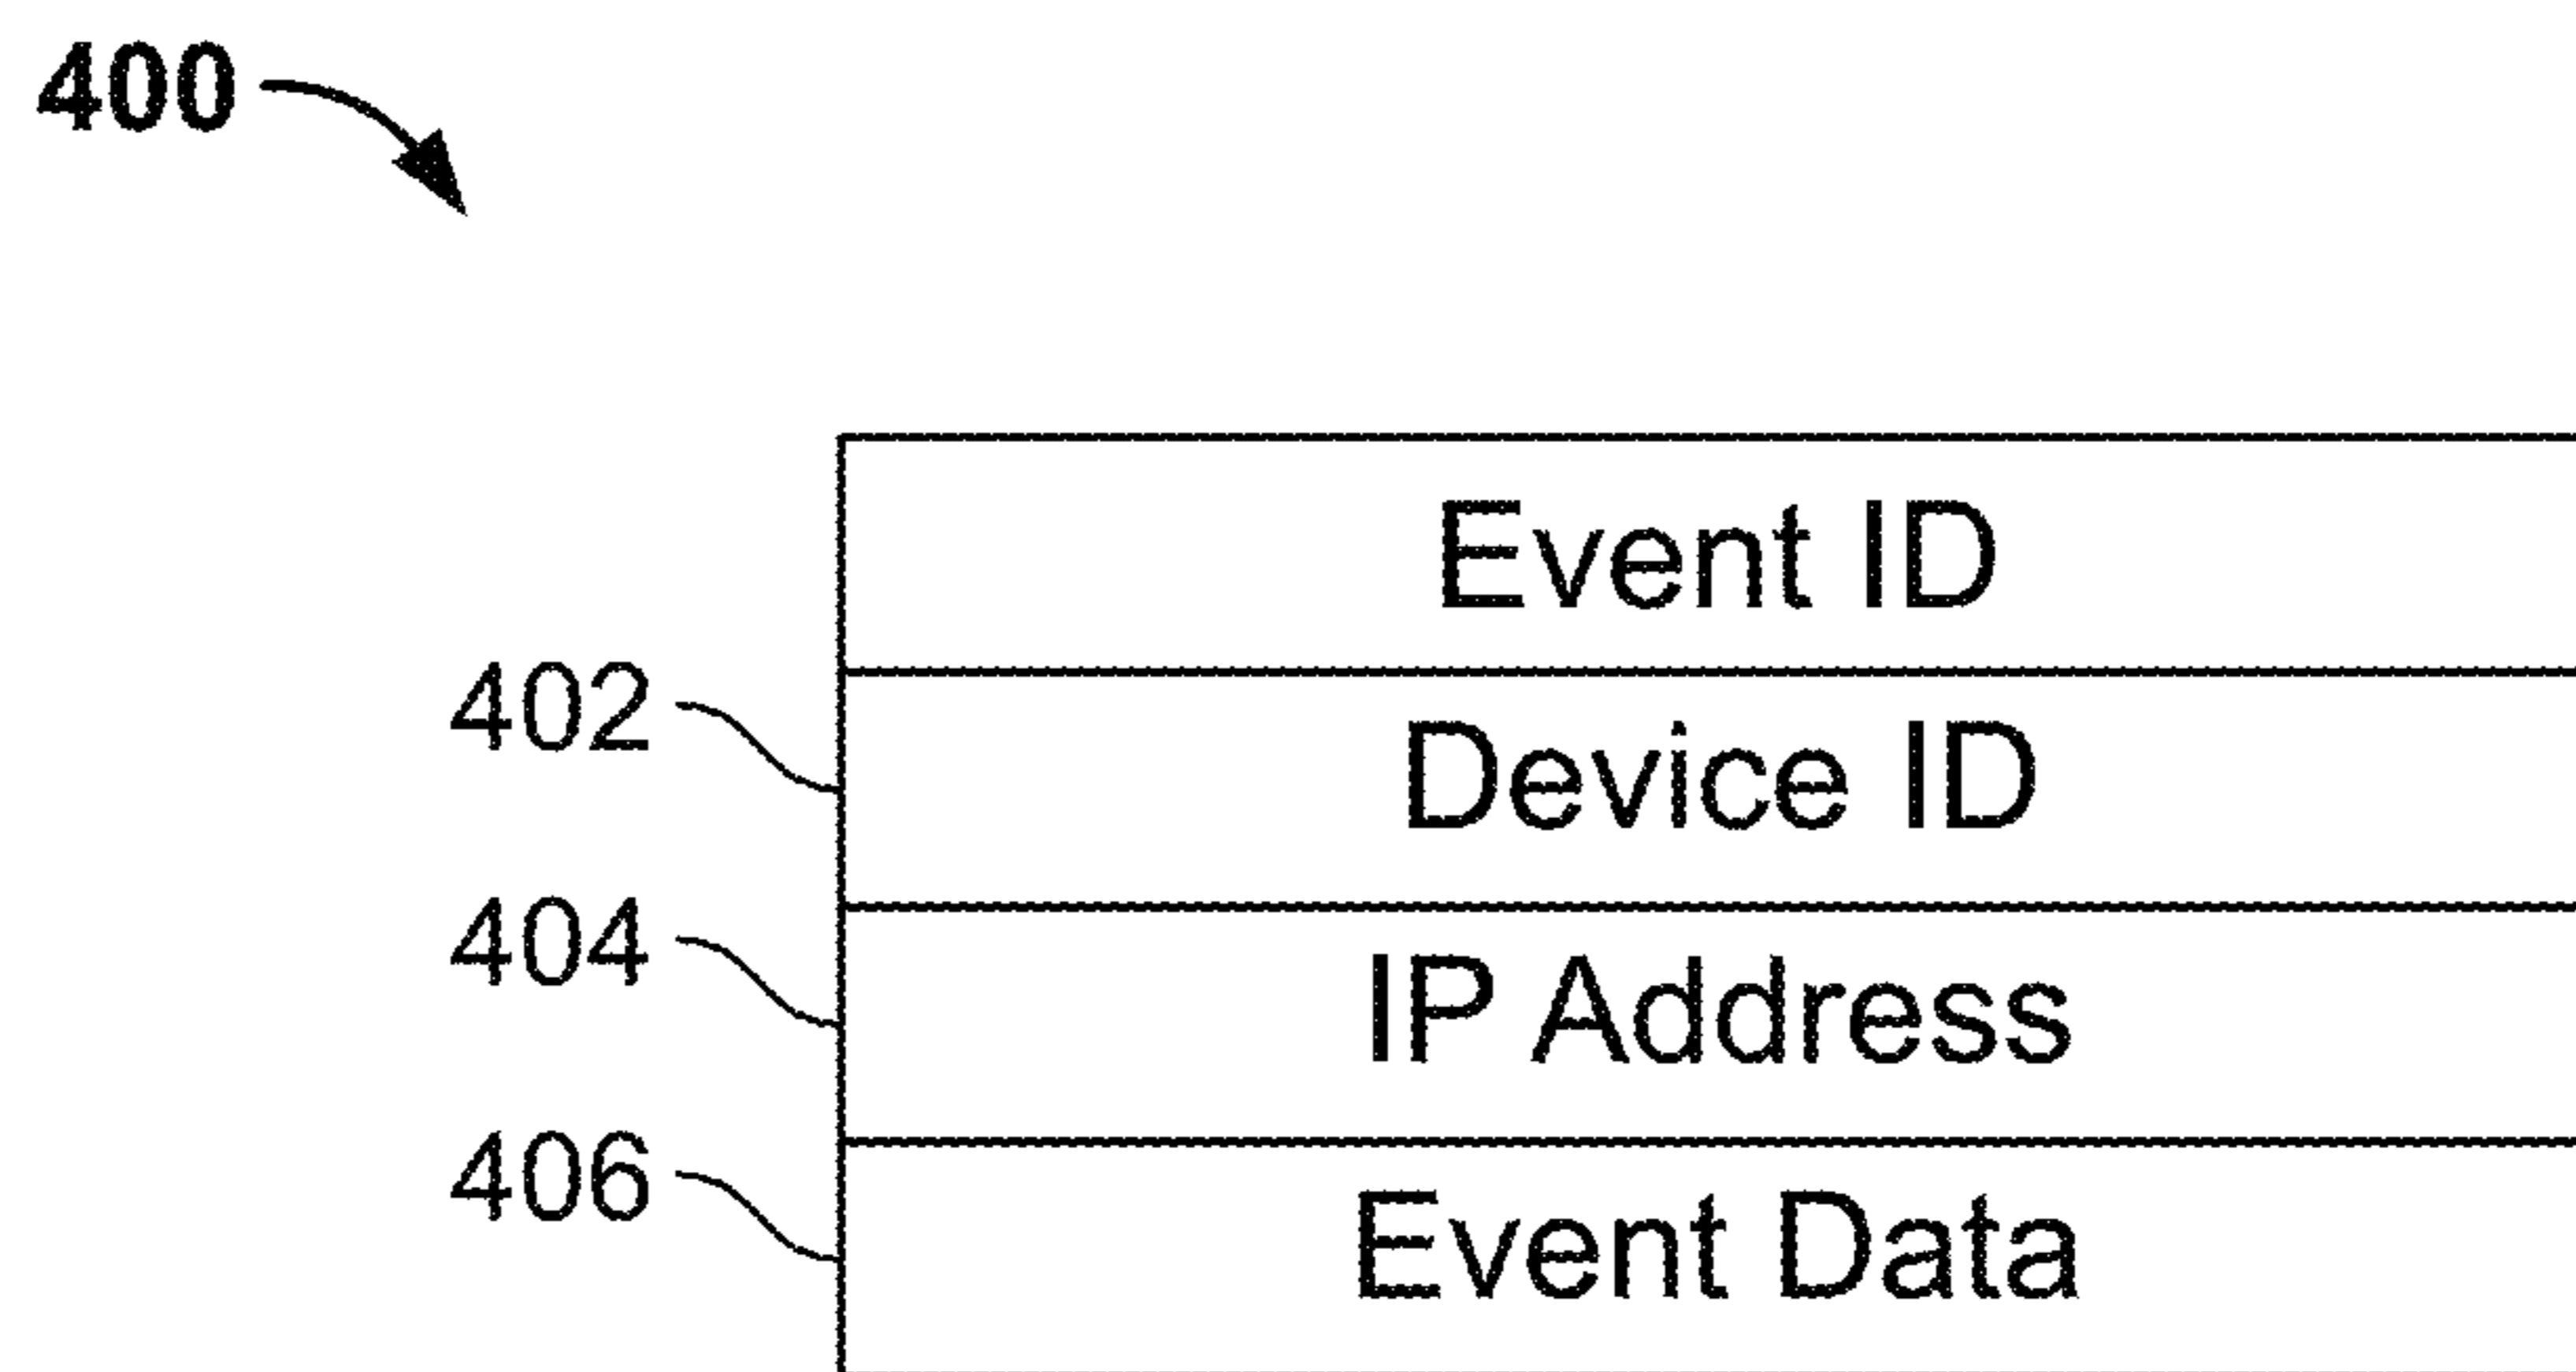 400
Event ID
402 Device ID
404 IP Address
406 Event Data